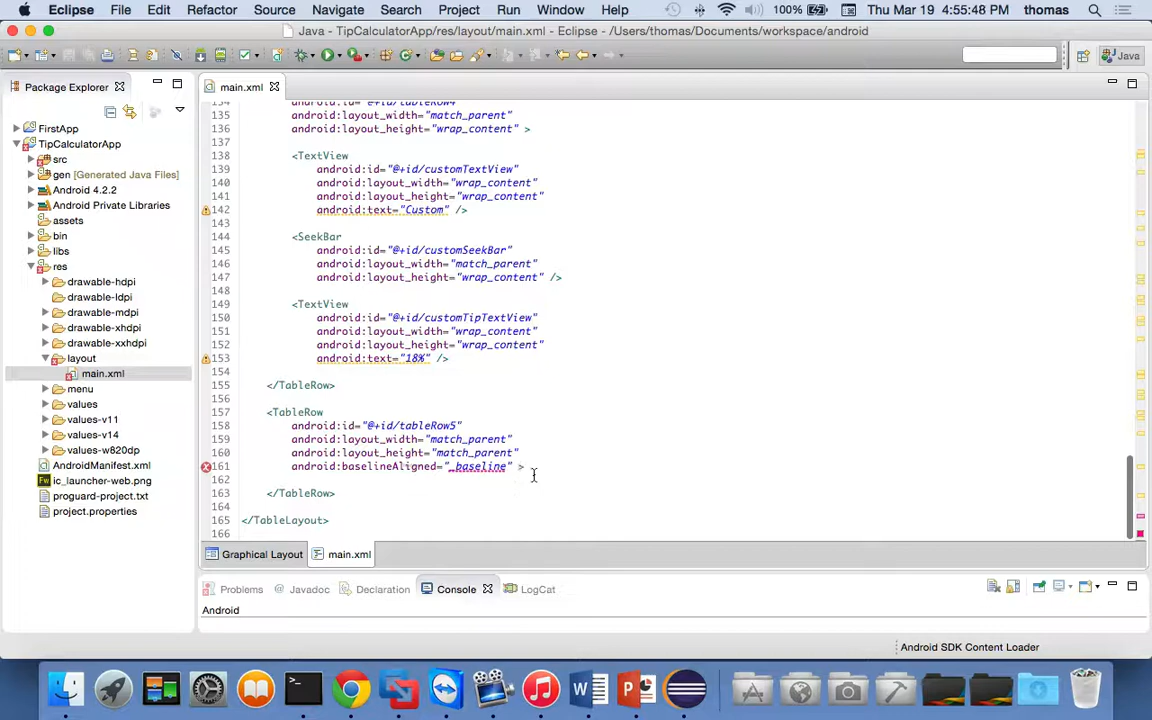 Eclipse File Edit Refactor Source Navigate Search Project Run Window Help 100% Thu Mar 19 4:55:48 PM thomas
Java - TipCalculatorApp/res/layout/main.xml - Eclipse - /Users/thomas/Documents/workspace/android
Java
Package Explorer
FirstApp
TipCalculatorApp
src
gen [Generated Java Files]
Android 4.2.2
Android Private Libraries
assets
bin
libs
res
drawable-hdpi
drawable-ldpi
drawable-mdpi
drawable-xhdpi
drawable-xxhdpi
layout
main.xml
menu
values
values-v11
values-v14
values-w820dp
AndroidManifest.xml
ic_launcher-web.png
proguard-project.txt
project.properties
main.xml
134 android:id="@+id/tableRow4"
135 android:layout_width="match_parent"
136 android:layout_height="wrap_content" >
137
138 <TextView
139 android:id="@+id/customTextView"
140 android:layout_width="wrap_content"
141 android:layout_height="wrap_content"
142 android:text="Custom" />
143
144 <SeekBar
145 android:id="@+id/customSeekBar"
146 android:layout_width="match_parent"
147 android:layout_height="wrap_content" />
148
149 <TextView
150 android:id="@+id/customTipTextView"
151 android:layout_width="wrap_content"
152 android:layout_height="wrap_content"
153 android:text="18%" />
154
155 </TableRow>
156
157 <TableRow
158 android:id="@+id/tableRow5"
159 android:layout_width="match_parent"
160 android:layout_height="match_parent"
161 android:baselineAligned="_baseline" >
162
163 </TableRow>
164
165 </TableLayout>
166
Graphical Layout main.xml
Problems Javadoc Declaration Console LogCat
Android
Android SDK Content Loader